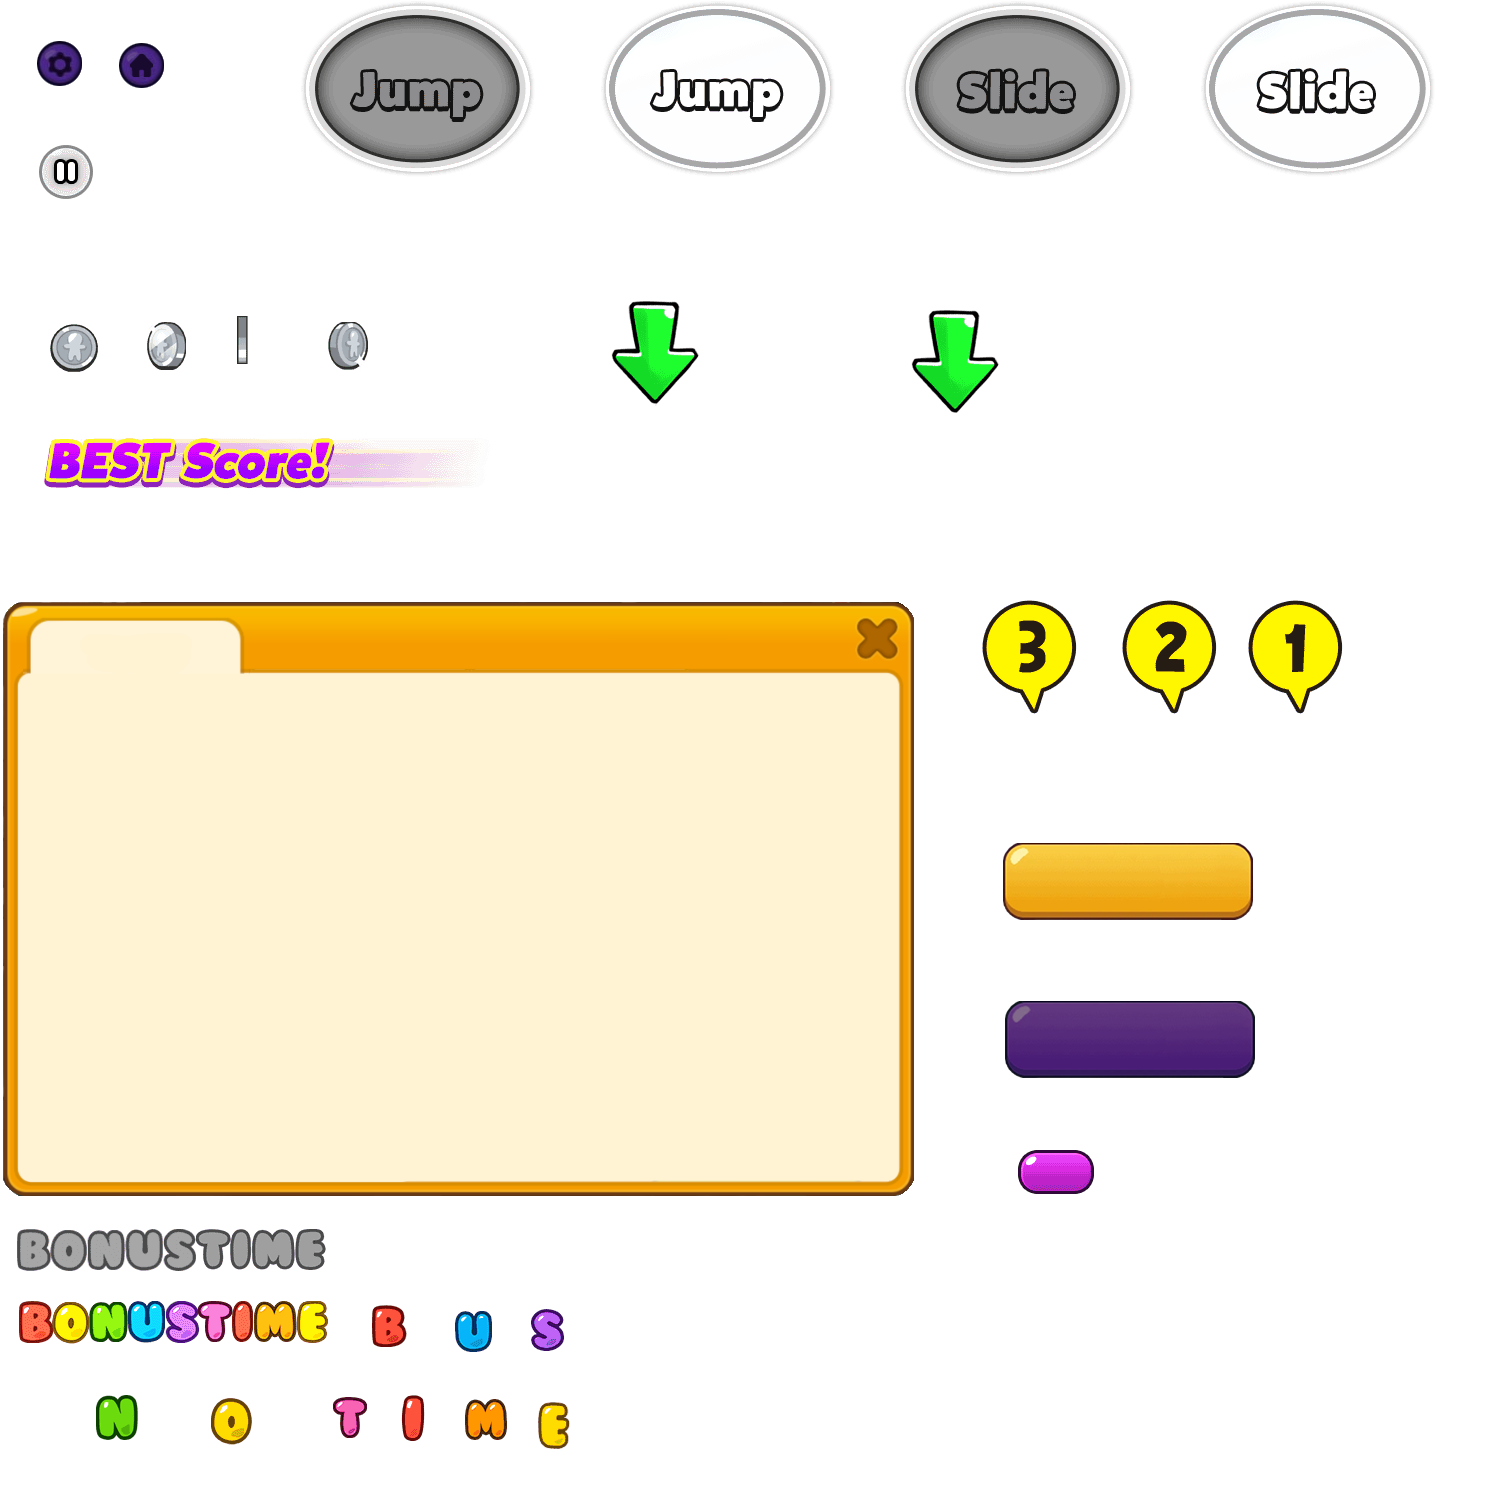 Jump Jump Slide Slide
BEST Score!
3 2 1
BONUSTIME
BONUSTIME B U S
N O T I M E